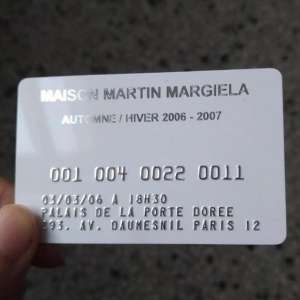 MAISON MARTIN MARGIELA
AUTOMNE / HIVER 2006 - 2007
001 004 0022 0011
03/03/06 A 18H30
PALAIS DE LA PORTE DOREE
293. AV. DAUMESNIL PARIS 12